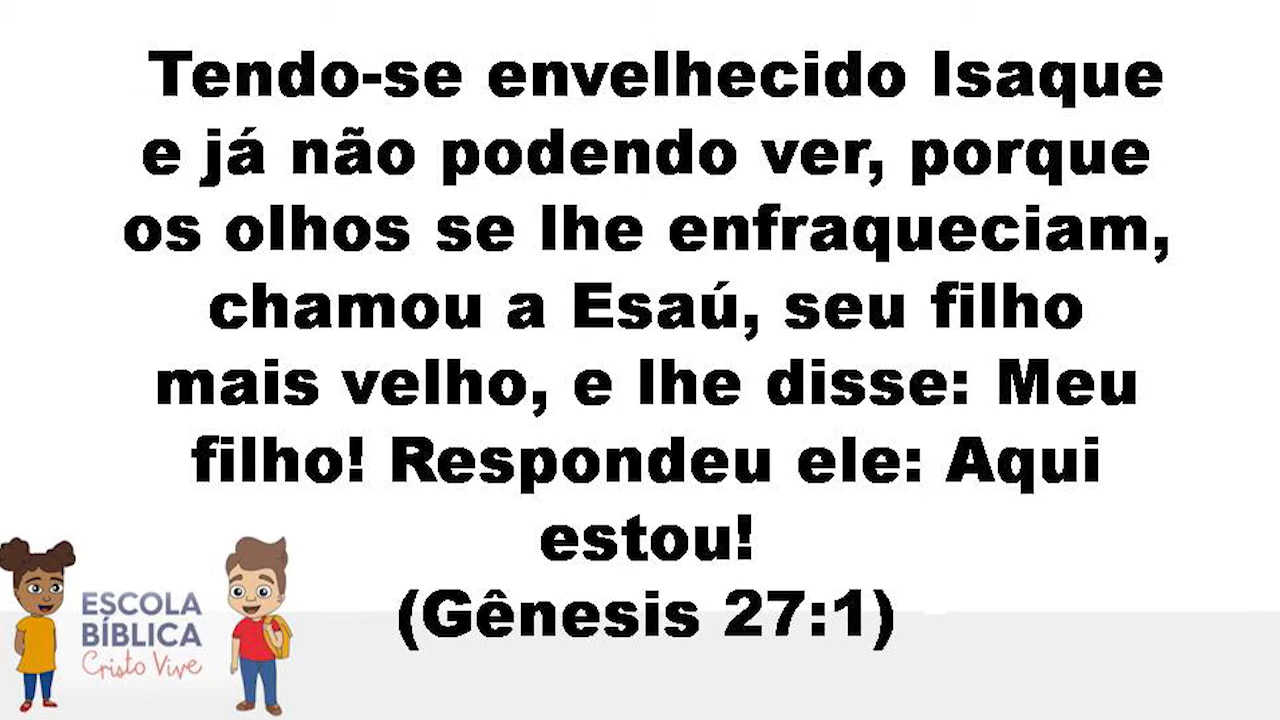 Tendo-se envelhecido Isaque
e já não podendo ver, porque
os olhos se lhe enfraqueciam,
chamou a Esaú, seu filho
mais velho, e lhe disse: Meu
filho! Respondeu ele: Aqui
estou!
(Gênesis 27:1)
ESCOLA
BÍBLICA
Cristo Vive